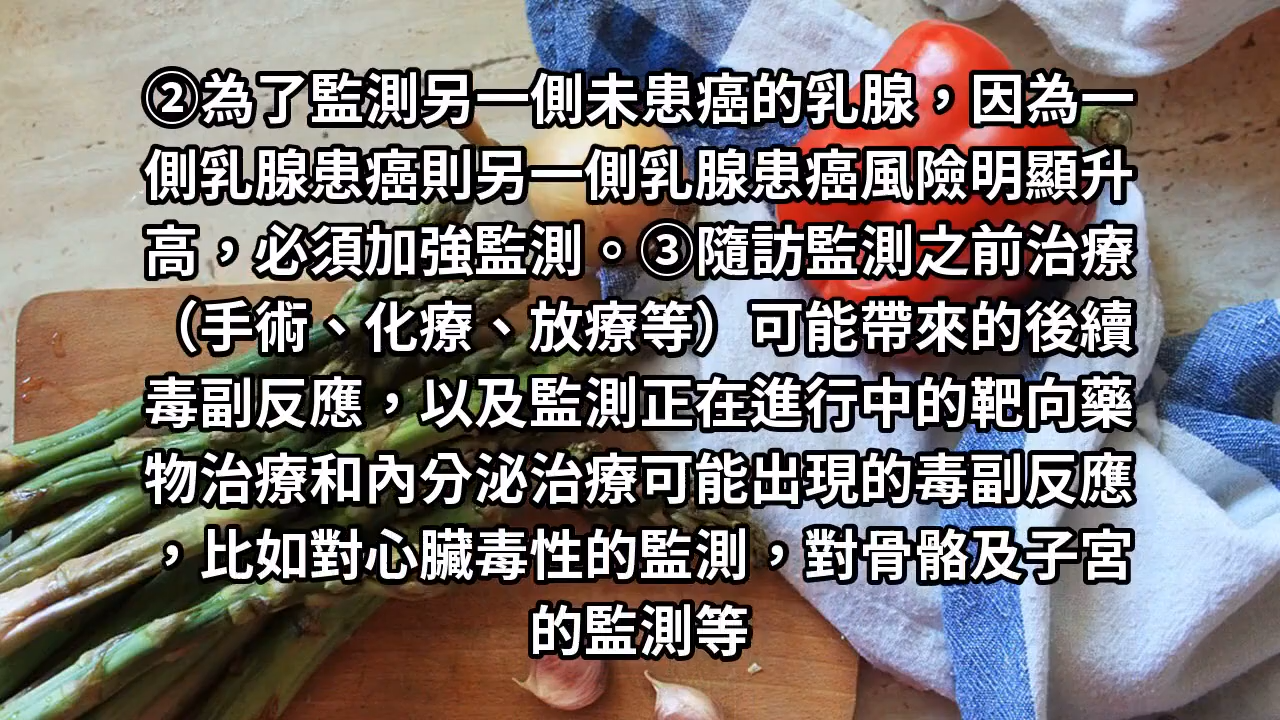 ②為了監測另一側未患癌的乳腺，因為一
側乳腺患癌則另一側乳腺患癌風險明顯升
高，必須加強監測。③隨訪監測之前治療
（手術、化療、放療等）可能帶來的後續
毒副反應，以及監測正在進行中的靶向藥
物治療和內分泌治療可能出現的毒副反應
，比如對心臟毒性的監測，對骨骼及子宮
的監測等